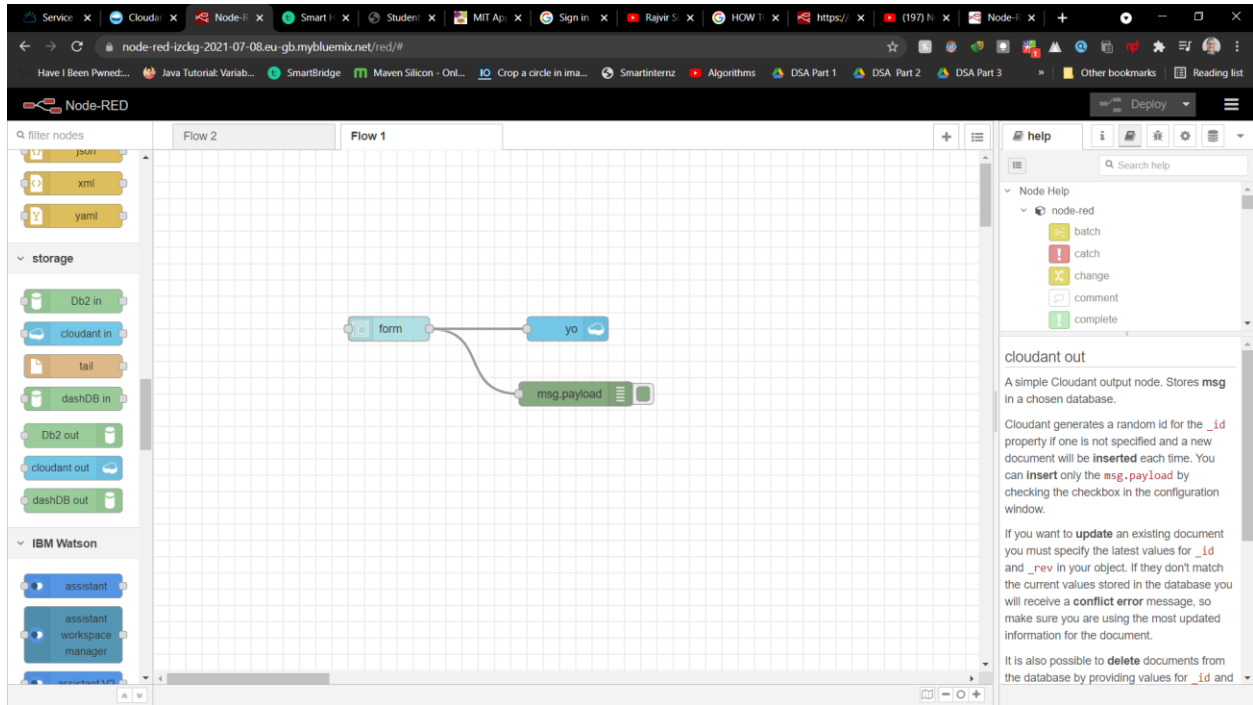 Service
Cloudan
Node-R
Smart H
Student
MIT Ap
Sign in
Rajvir S
HOW T
https://
(197) N
Node-R
node-red-izckg-2021-07-08.eu-gb.mybluemix.net/red/#
Have I Been Pwned:...
Java Tutorial: Variab...
SmartBridge
Maven Silicon - Onl...
IO Crop a circle in ima...
Smartinternz
Algorithms
DSA Part 1
DSA Part 2
DSA Part 3
»
Other bookmarks
Reading list
Node-RED
Deploy
filter nodes
json
xml
yaml
storage
Db2 in
cloudant in
tail
dashDB in
Db2 out
cloudant out
dashDB out
IBM Watson
assistant
assistant
workspace
manager
assistant V2
Flow 2
Flow 1
form
yo
msg.payload
help
Search help
Node Help
node-red
batch
catch
change
comment
complete
cloudant out
A simple Cloudant output node. Stores msg
in a chosen database.
Cloudant generates a random id for the _id
property if one is not specified and a new
document will be inserted each time. You
can insert only the msg.payload by
checking the checkbox in the configuration
window.
If you want to update an existing document
you must specify the latest values for _id
and _rev in your object. If they don't match
the current values stored in the database you
will receive a conflict error message, so
make sure you are using the most updated
information for the document.
It is also possible to delete documents from
the database by providing values for _id and